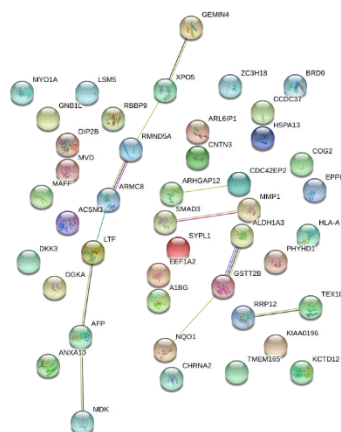 GEMIN4
MYO1A
LSM5
XPO5
ZC3H18
BRD9
GNB1L
RBBP9
CCDC37
ARL6IP1
HSPA13
DIP2B
RMND5A
CNTN3
COG2
MVD
CDC42EP2
EPPK
MAFF
ARMC8
ARHGAP12
MMP1
ACSM3
SMAD3
ALDH1A3
HLA-A
LTF
SYPL1
DKK3
EEF1A2
PHYHD1
DGKA
A1BG
GSTT2B
RRP12
TEX10
AFP
NQO1
KIAA0196
ANXA10
CHRNA2
TMEM165
KCTD12
MDK